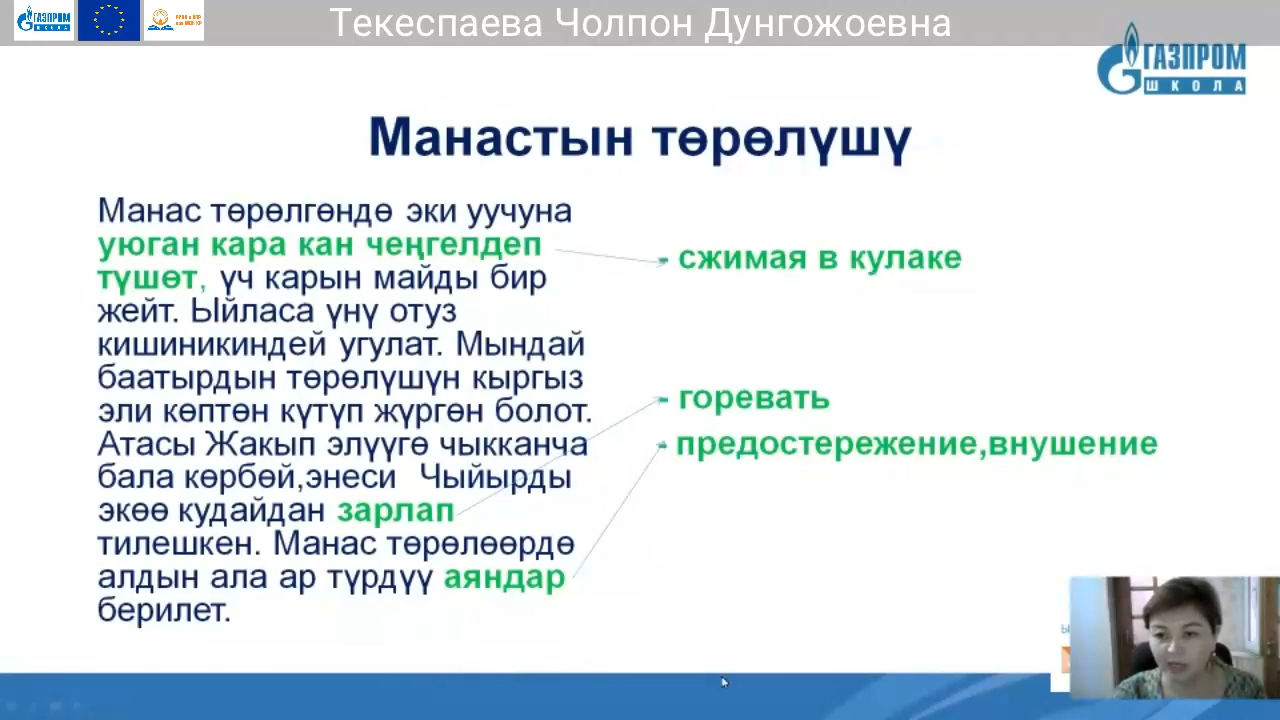 Текеспаева Чолпон Дунгожоевна
ГАЗПРОМ
ШКОЛА
Манастын төрөлүшү
Манас төрөлгөндө эки уучуна
уюган кара кан чеңгелдеп
түшөт, үч карын майды бир
жейт. Ыйласа үнү отуз
кишиникиндей угулат. Мындай
баатырдын төрөлүшүн кыргыз
эли көптөн күтүп жүргөн болот.
Атасы Жакып элүүгө чыкканча
бала көрбөй,энеси Чыйырды
экөө кудайдан зарлап
тилешкен. Манас төрөлөөрдө
алдын ала ар түрдүү аяндар
берилет.
- сжимая в кулаке
- горевать
- предостережение,внушение